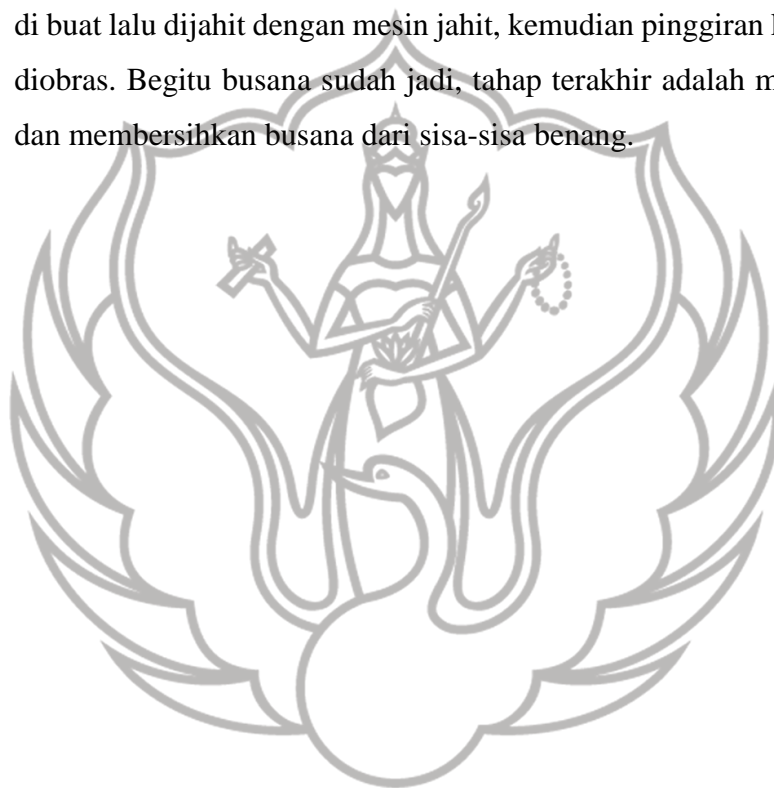 di buat lalu dijahit dengan mesin jahit, kemudian pinggiran
diobras. Begitu busana sudah jadi, tahap terakhir adalah
dan membersihkan busana dari sisa-sisa benang.